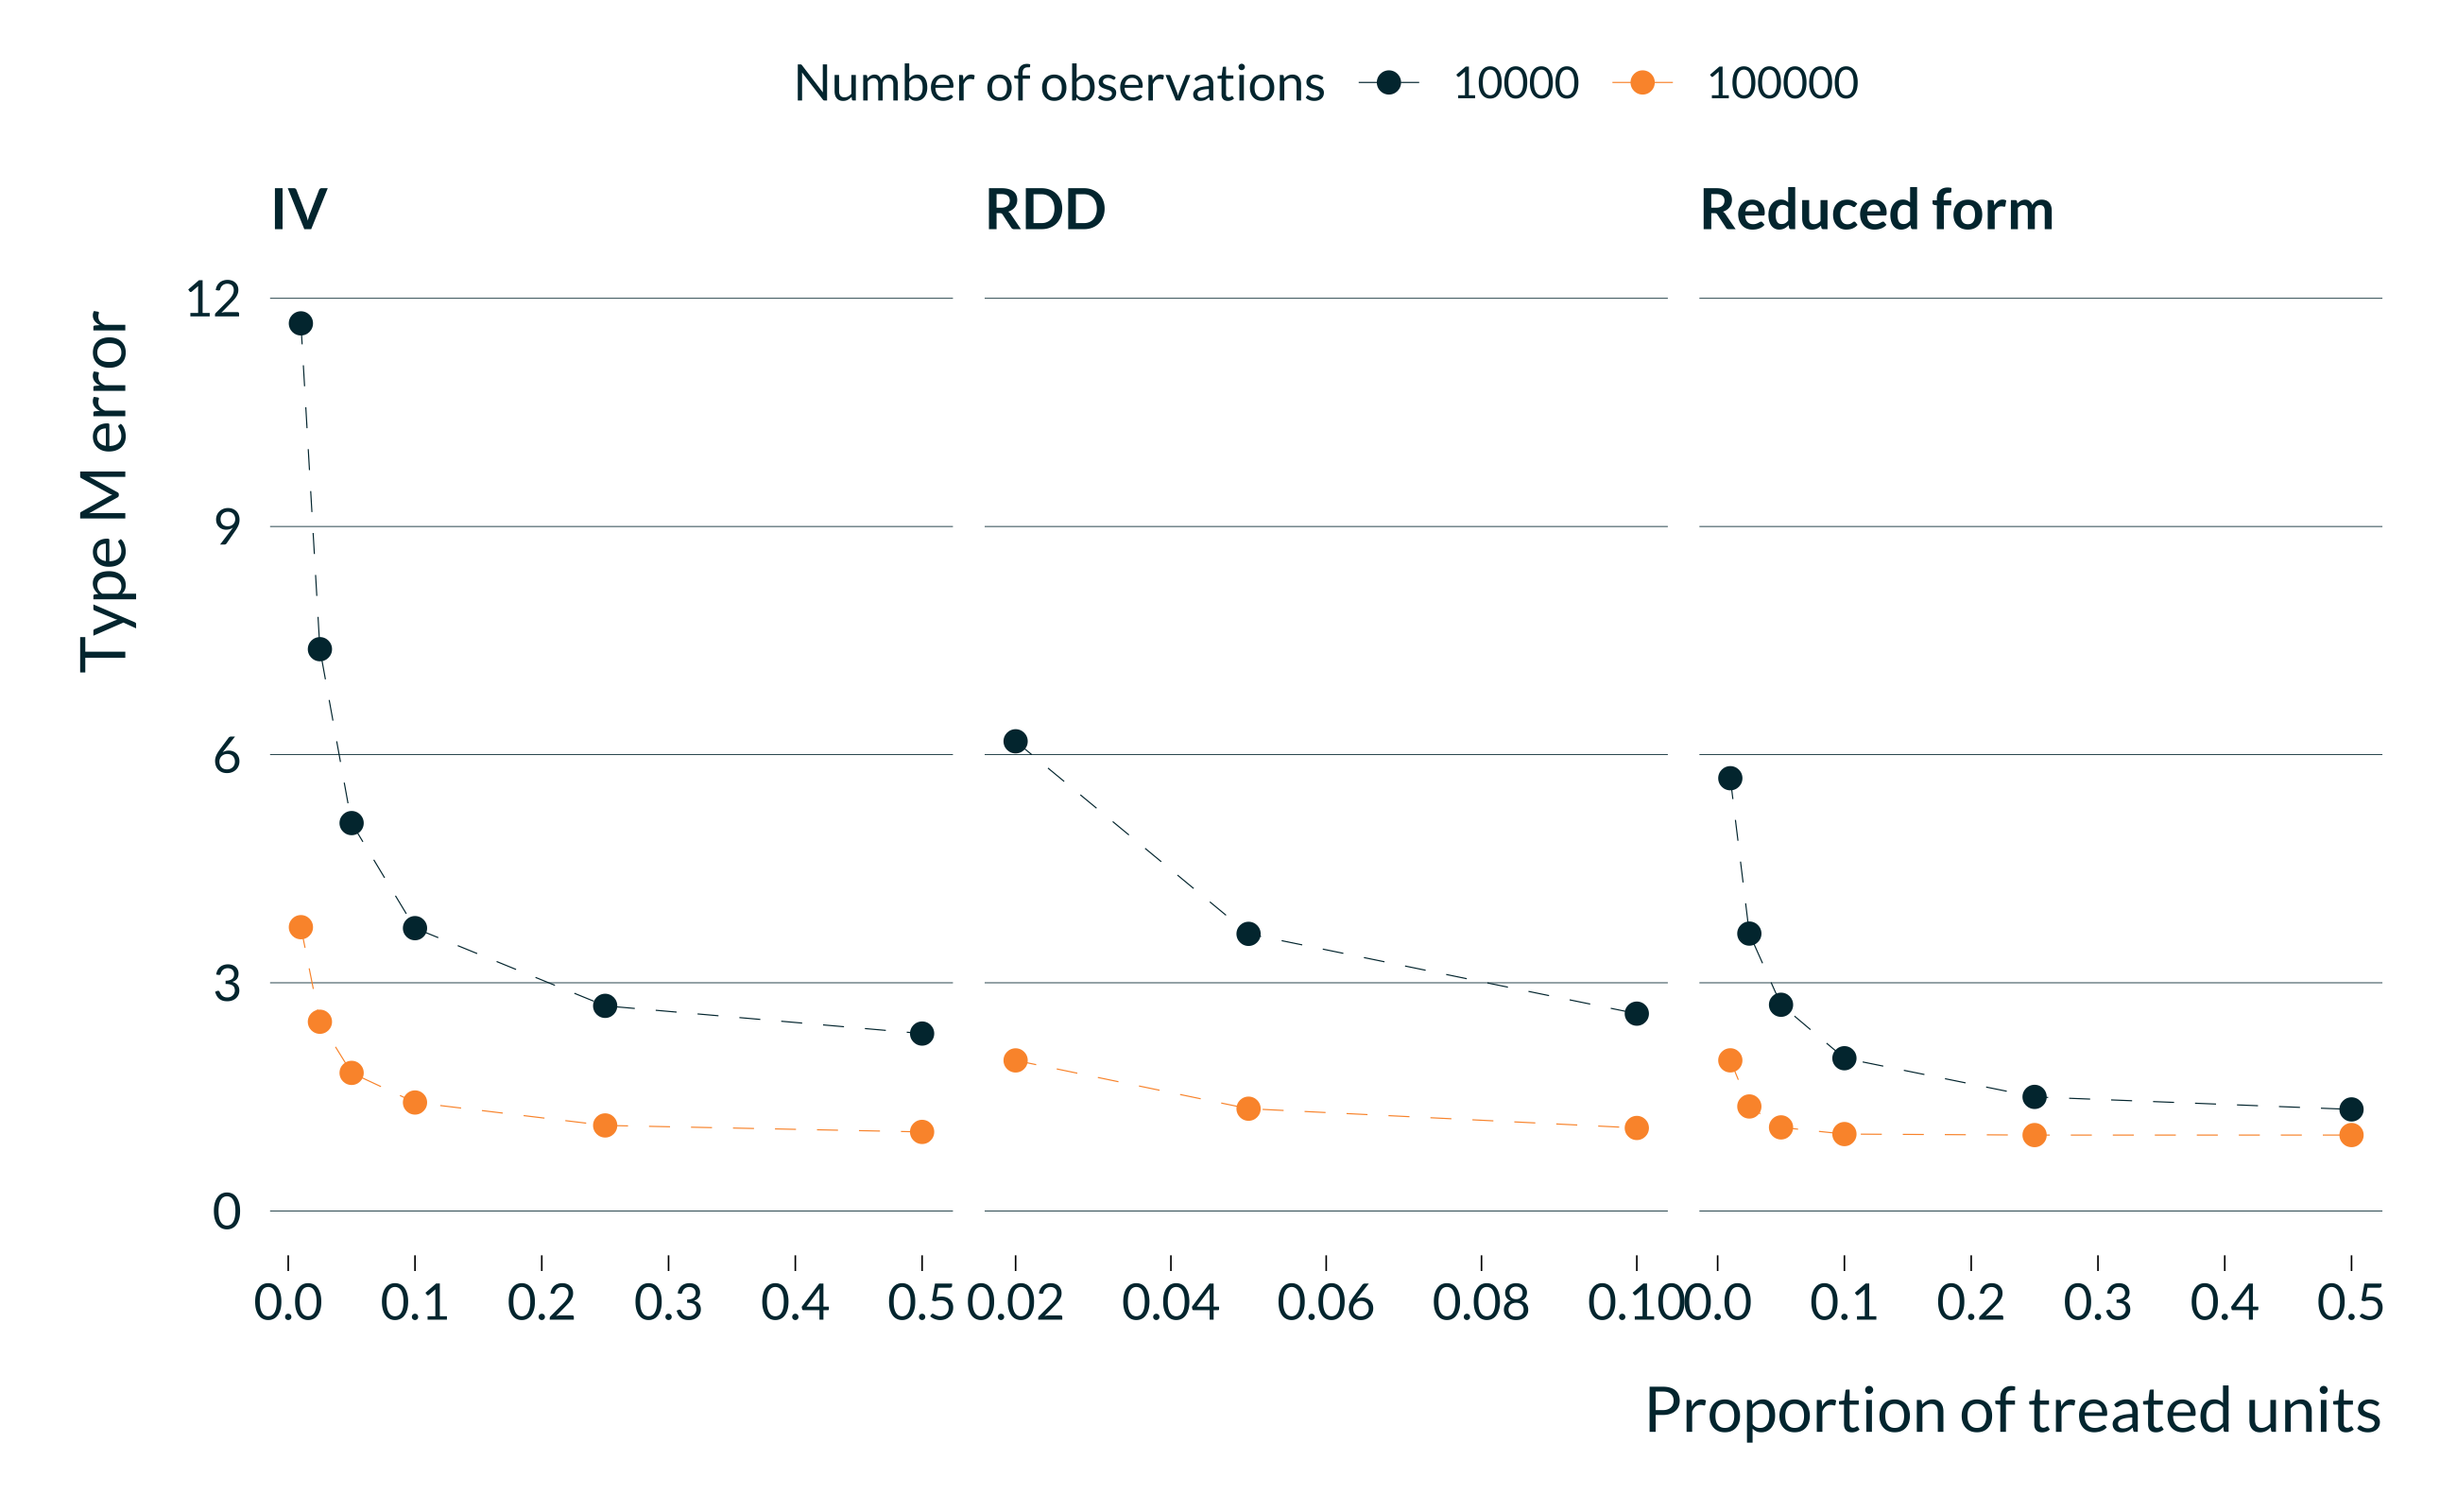 Number of observations 10000 100000
IV RDD Reduced form
Type M error
12
9
6
3
0
0.0 0.1 0.2 0.3 0.4 0.5 0.02 0.04 0.06 0.08 0.10 0.0 0.1 0.2 0.3 0.4 0.5
Proportion of treated units